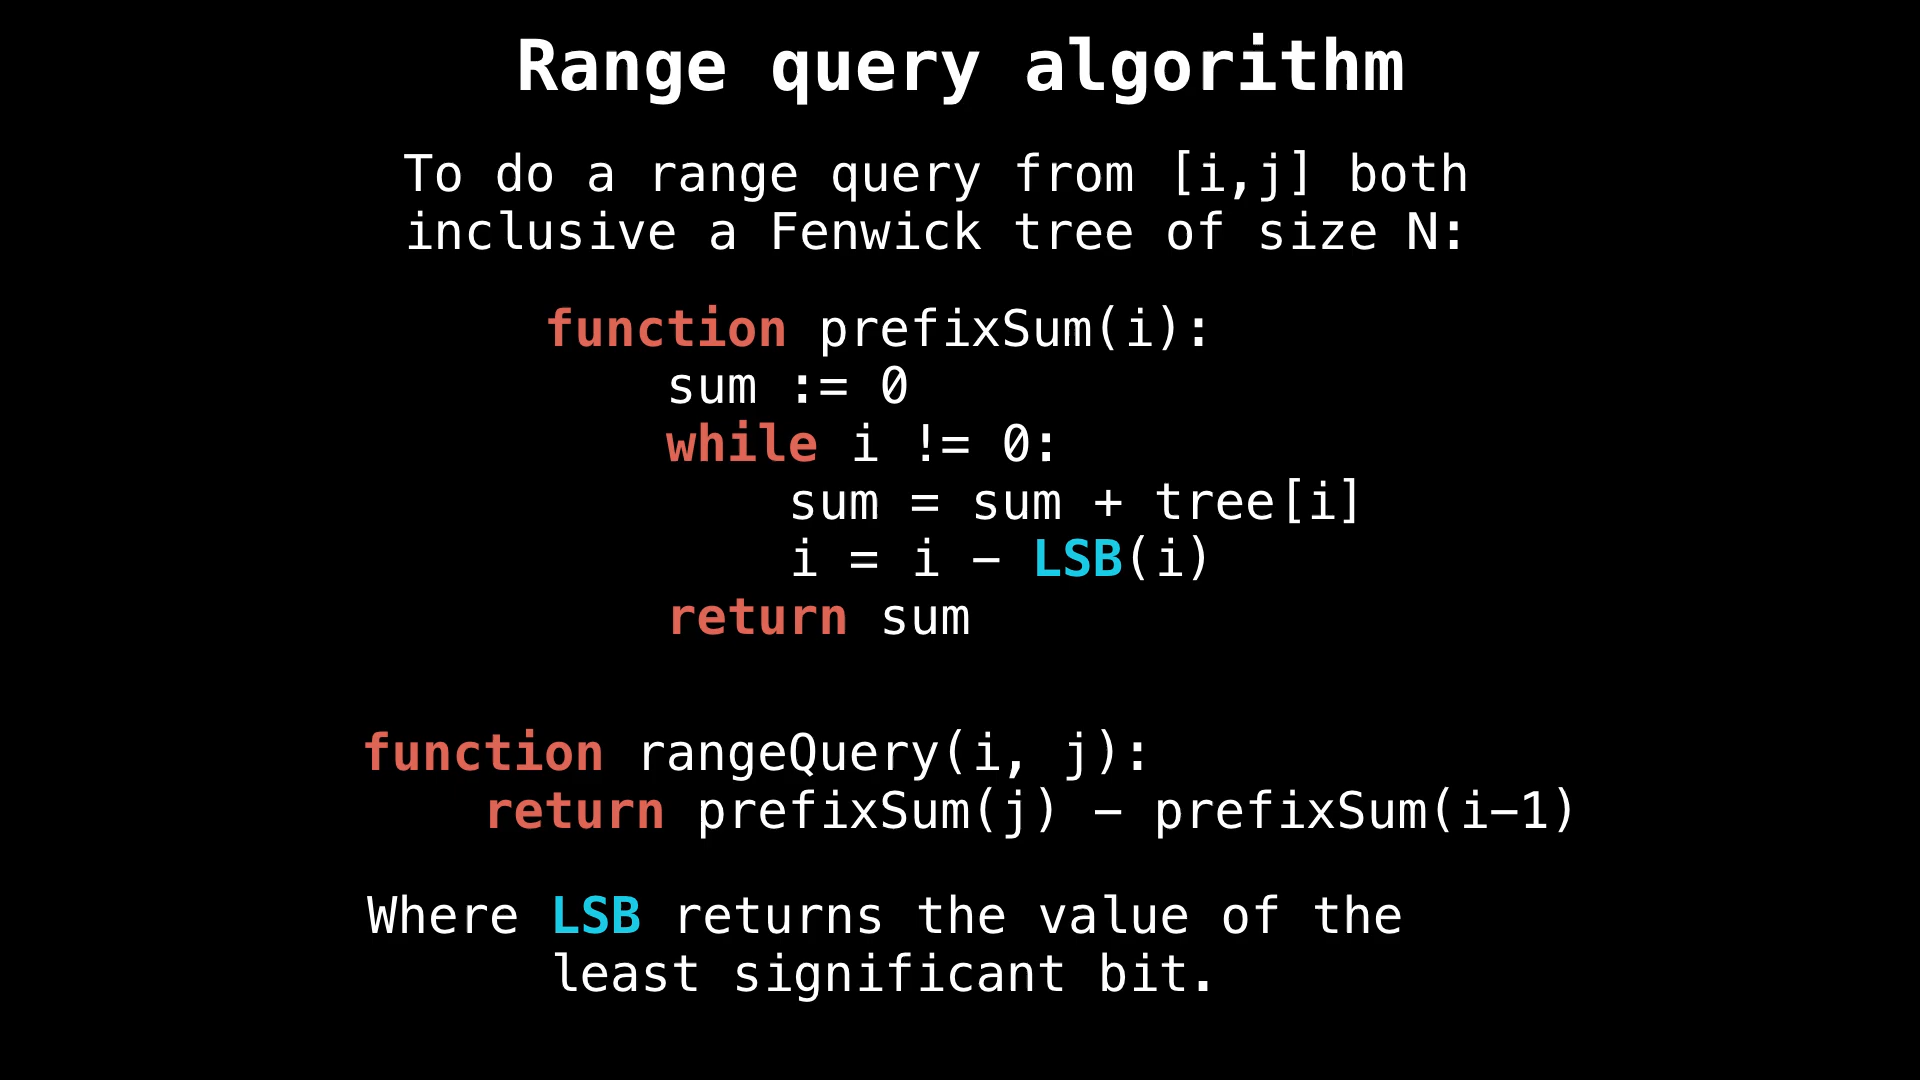 Range query algorithm
To do a range query from [i,j] both
inclusive a Fenwick tree of size N:
function prefixSum(i):
sum := 0
while i != 0:
sum = sum + tree[i]
i = i − LSB(i)
return sum
function rangeQuery(i, j):
return prefixSum(j) − prefixSum(i−1)
Where LSB returns the value of the
least significant bit.